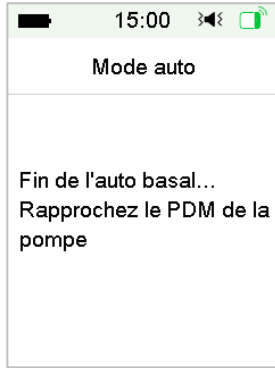 15:00
Mode auto
Fin de l'auto basal...
Rapprochez le PDM de la
pompe